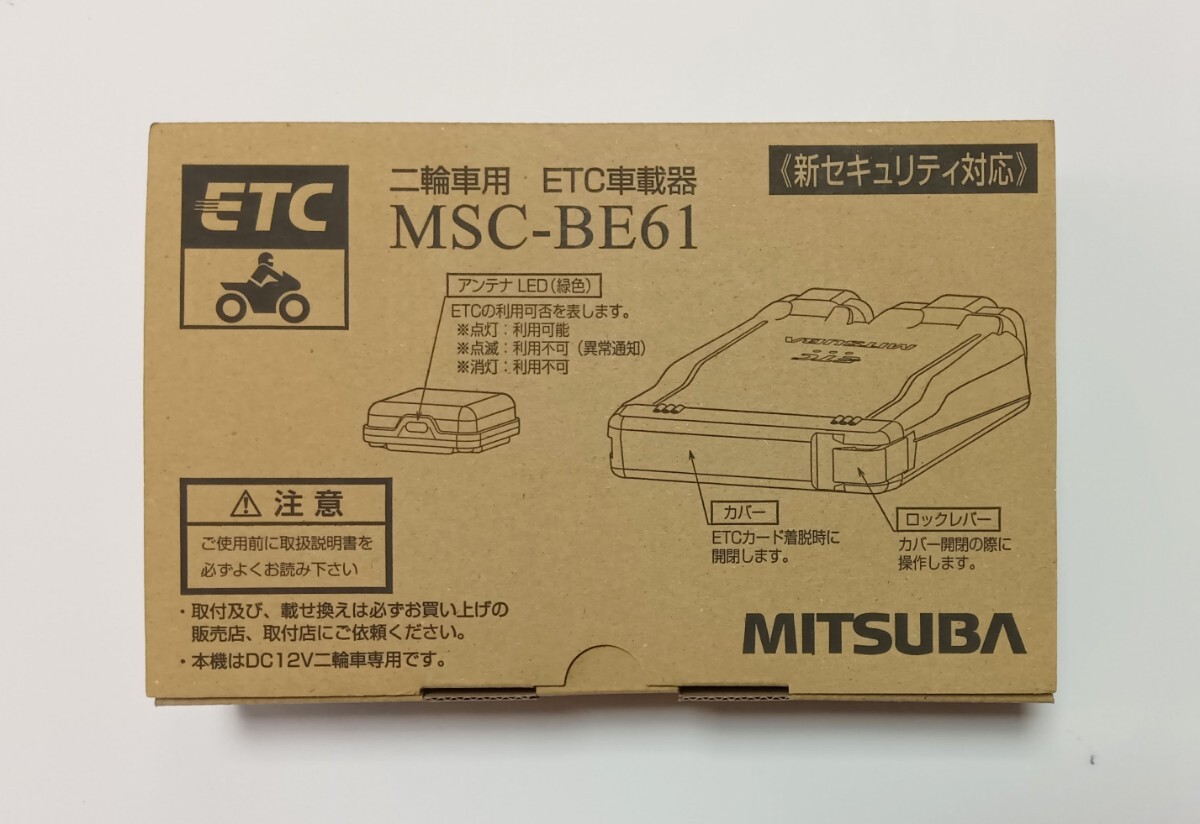 ETC
二輪車用 ETC車載器
MSC-BE61
《新セキュリティ対応》
アンテナ LED(緑色)
ETCの利用可否を表します。
※点灯：利用可能
※点滅：利用不可(異常通知)
※消灯：利用不可
MITSUBA
ETC
カバー
ETCカード着脱時に
開閉します。
ロックレバー
カバー開閉の際に
操作します。
⚠注意
ご使用前に取扱説明書を
必ずよくお読み下さい
・取付及び、載せ換えは必ずお買い上げの
販売店、取付店にご依頼ください。
・本機はDC12V二輪車専用です。
MITSUBA